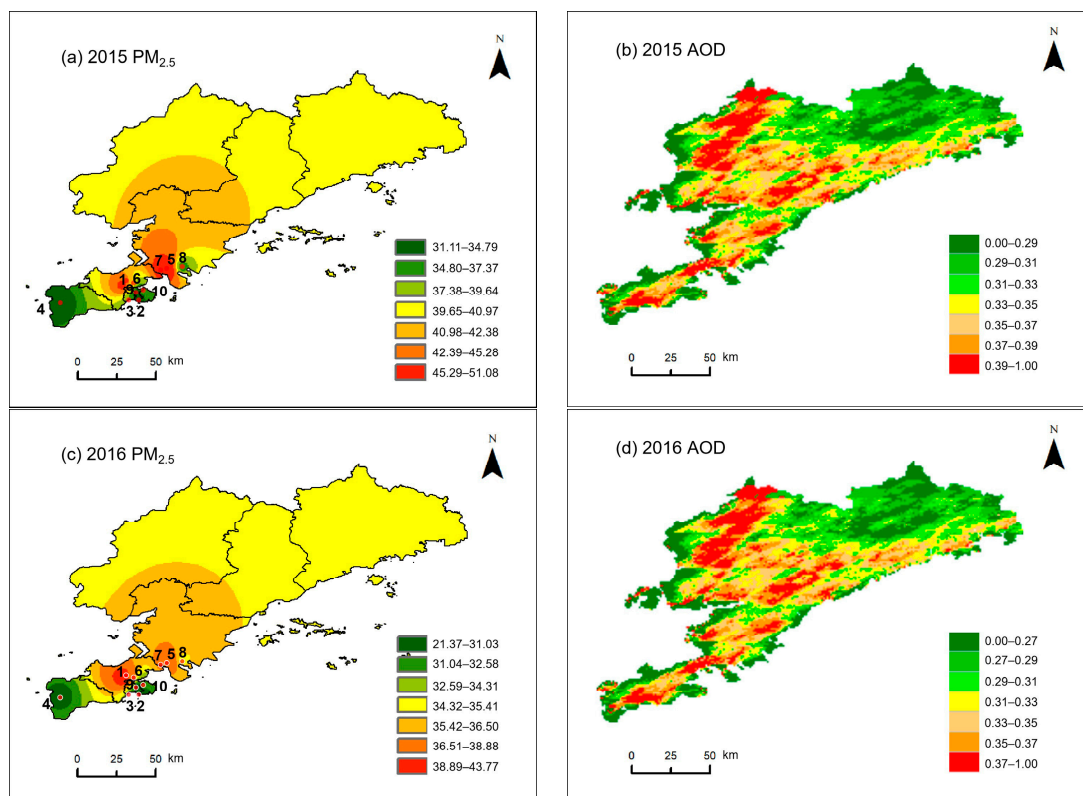 (a) 2015 PM2.5
N
7 5 8
1 6
9 10
4
3 2
0 25 50 km
31.11–34.79
34.80–37.37
37.38–39.64
39.65–40.97
40.98–42.38
42.39–45.28
45.29–51.08
(b) 2015 AOD
N
0 25 50 km
0.00–0.29
0.29–0.31
0.31–0.33
0.33–0.35
0.35–0.37
0.37–0.39
0.39–1.00
(c) 2016 PM2.5
N
7 5 8
1 6
9 10
4
3 2
0 25 50 km
21.37–31.03
31.04–32.58
32.59–34.31
34.32–35.41
35.42–36.50
36.51–38.88
38.89–43.77
(d) 2016 AOD
N
0 25 50 km
0.00–0.27
0.27–0.29
0.29–0.31
0.31–0.33
0.33–0.35
0.35–0.37
0.37–1.00